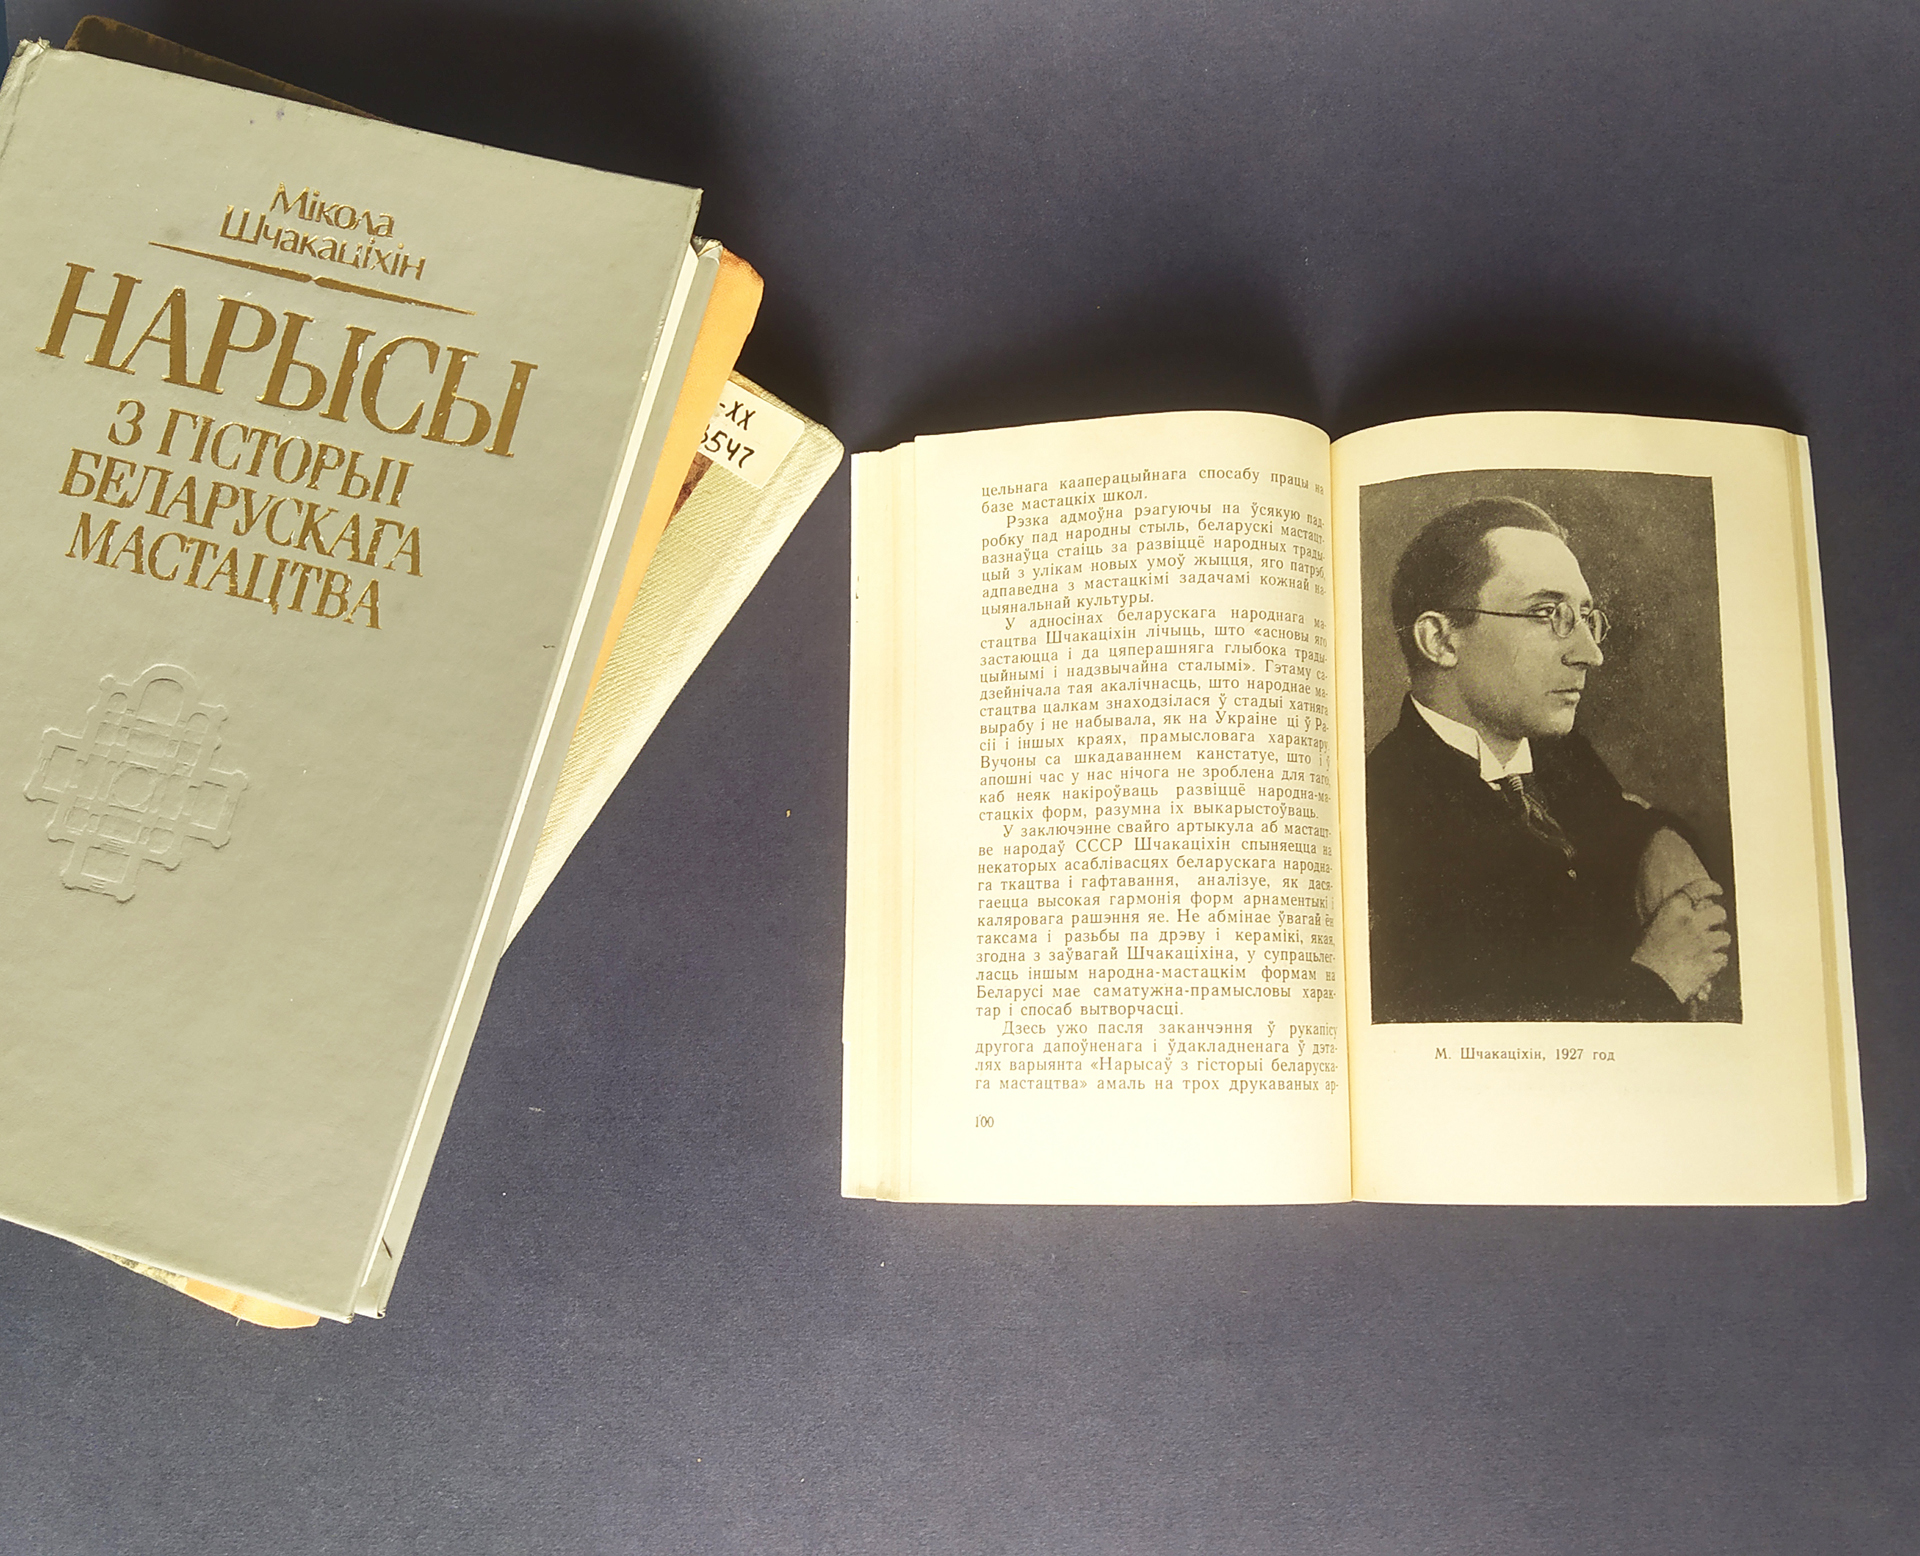 Мікола
Шчакаціхін
НАРЫСЫ
З ГІСТОРЫІ
БЕЛАРУСКАГА
МАСТАЦТВА
-XX
3547
цельнага кааперацыйнага спосабу працы на
базе мастацкіх школ.
Рэзка адмоўна рэагуючы на ўсякую пад-
робку пад народны стыль, беларускі мастацт-
вазнаўца стаіць за развіццё народных трады-
цый з улікам новых умоў жыцця, яго патрэб,
адпаведна з мастацкімі задачамі кожнай на-
цыянальнай культуры.
У адносінах беларускага народнага ма-
стацтва Шчакаціхін лічыць, што «асновы яго
застаюцца і да цяперашняга глыбока трады-
цыйнымі і надзвычайна сталымі». Гэтаму са-
дзейнічала тая акалічнасць, што народнае ма-
стацтва цалкам знаходзілася ў стадыі хатняга
вырабу і не набывала, як на Украіне ці ў Ра-
сіі і іншых краях, прамысловага характару.
Вучоны са шкадаваннем канстатуе, што і ў
апошні час у нас нічога не зроблена для таго,
каб неяк накіроўваць развіццё народна-ма-
стацкіх форм, разумна іх выкарыстоўваць.
У заключэнне свайго артыкула аб мастацт-
ве народаў СССР Шчакаціхін спыняецца на
некаторых асаблівасцях беларускага народна-
га ткацтва і гафтавання, аналізуе, як дася-
гаецца высокая гармонія форм арнаментыкі і
каляровага рашэння яе. Не абмінае ўвагай ён
таксама і разьбы па дрэву і керамікі, якая,
згодна з заўвагай Шчакаціхіна, у супрацьлег-
ласць іншым народна-мастацкім формам на
Беларусі мае саматужна-прамысловы харак-
тар і спосаб вытворчасці.
Дзесь ужо пасля заканчэння ў рукапісу
другога дапоўненага і ўдакладненага ў дэта-
лях варыянта «Нарысаў з гісторыі беларуска-
га мастацтва» амаль на трох друкаваных ар-
100
М. Шчакаціхін, 1927 год